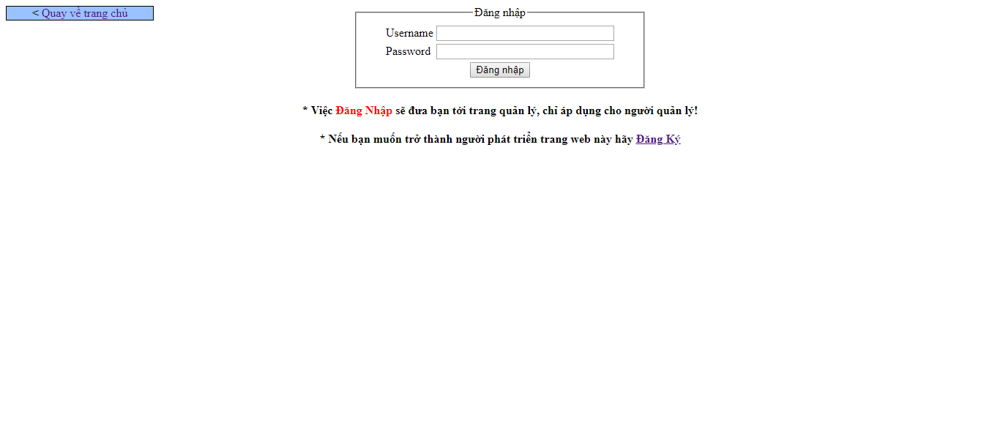 < Quay về trang chủ
Đăng nhập
Username
Password
Đăng nhập
* Việc Đăng Nhập sẽ đưa bạn tới trang quản lý, chỉ áp dụng cho người quản lý!
* Nếu bạn muốn trở thành người phát triển trang web này hãy Đăng Ký